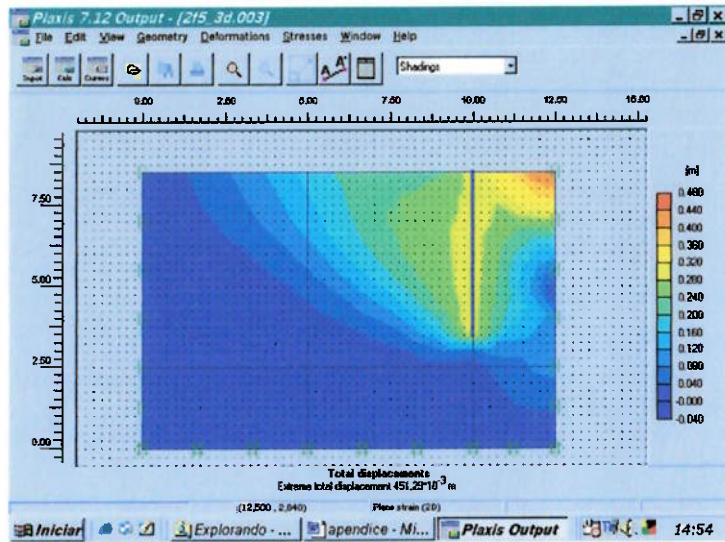 Plaxis 7.12 Output - [2f5_3d.003]
File Edit View Geometry Deformations Stresses Window Help
Input Calc Curves Shadings
0.00 2.50 5.00 7.50 10.00 12.50 15.00
[m]
7.50
5.00
2.50
0.00
0.480
0.440
0.400
0.360
0.320
0.280
0.240
0.200
0.160
0.120
0.080
0.040
-0.000
-0.040
Total displacements
Extreme total displacement 451,29*10-3 m
(12,500 , 2,840) Plane strain (2D)
Iniciar Explorando - ... apendice - Mi... Plaxis Output 14:54